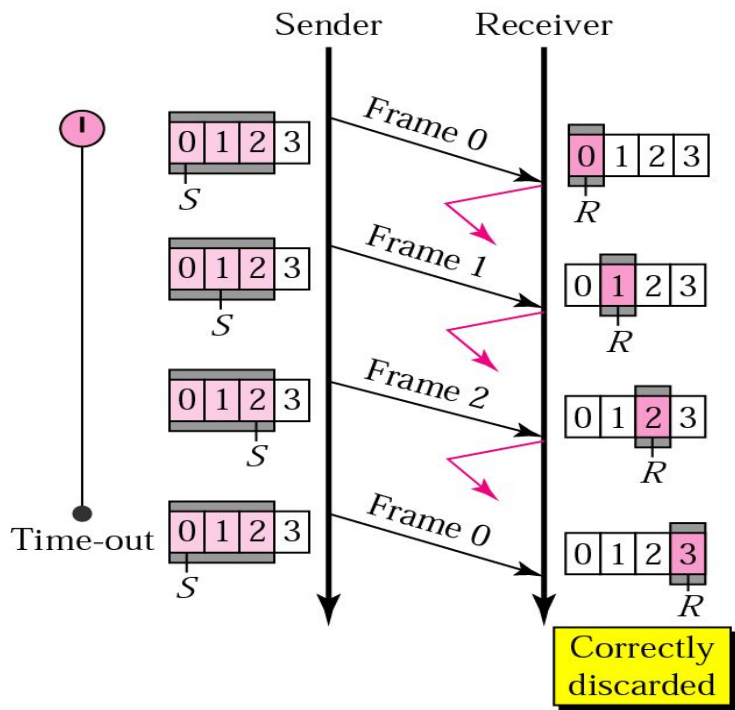 Sender Receiver
Frame 0
0 1 2 3
S
0 1 2 3
R
Frame 1
0 1 2 3
S
0 1 2 3
R
Frame 2
0 1 2 3
S
0 1 2 3
R
Frame 0
Time-out
0 1 2 3
S
0 1 2 3
R
Correctly
discarded